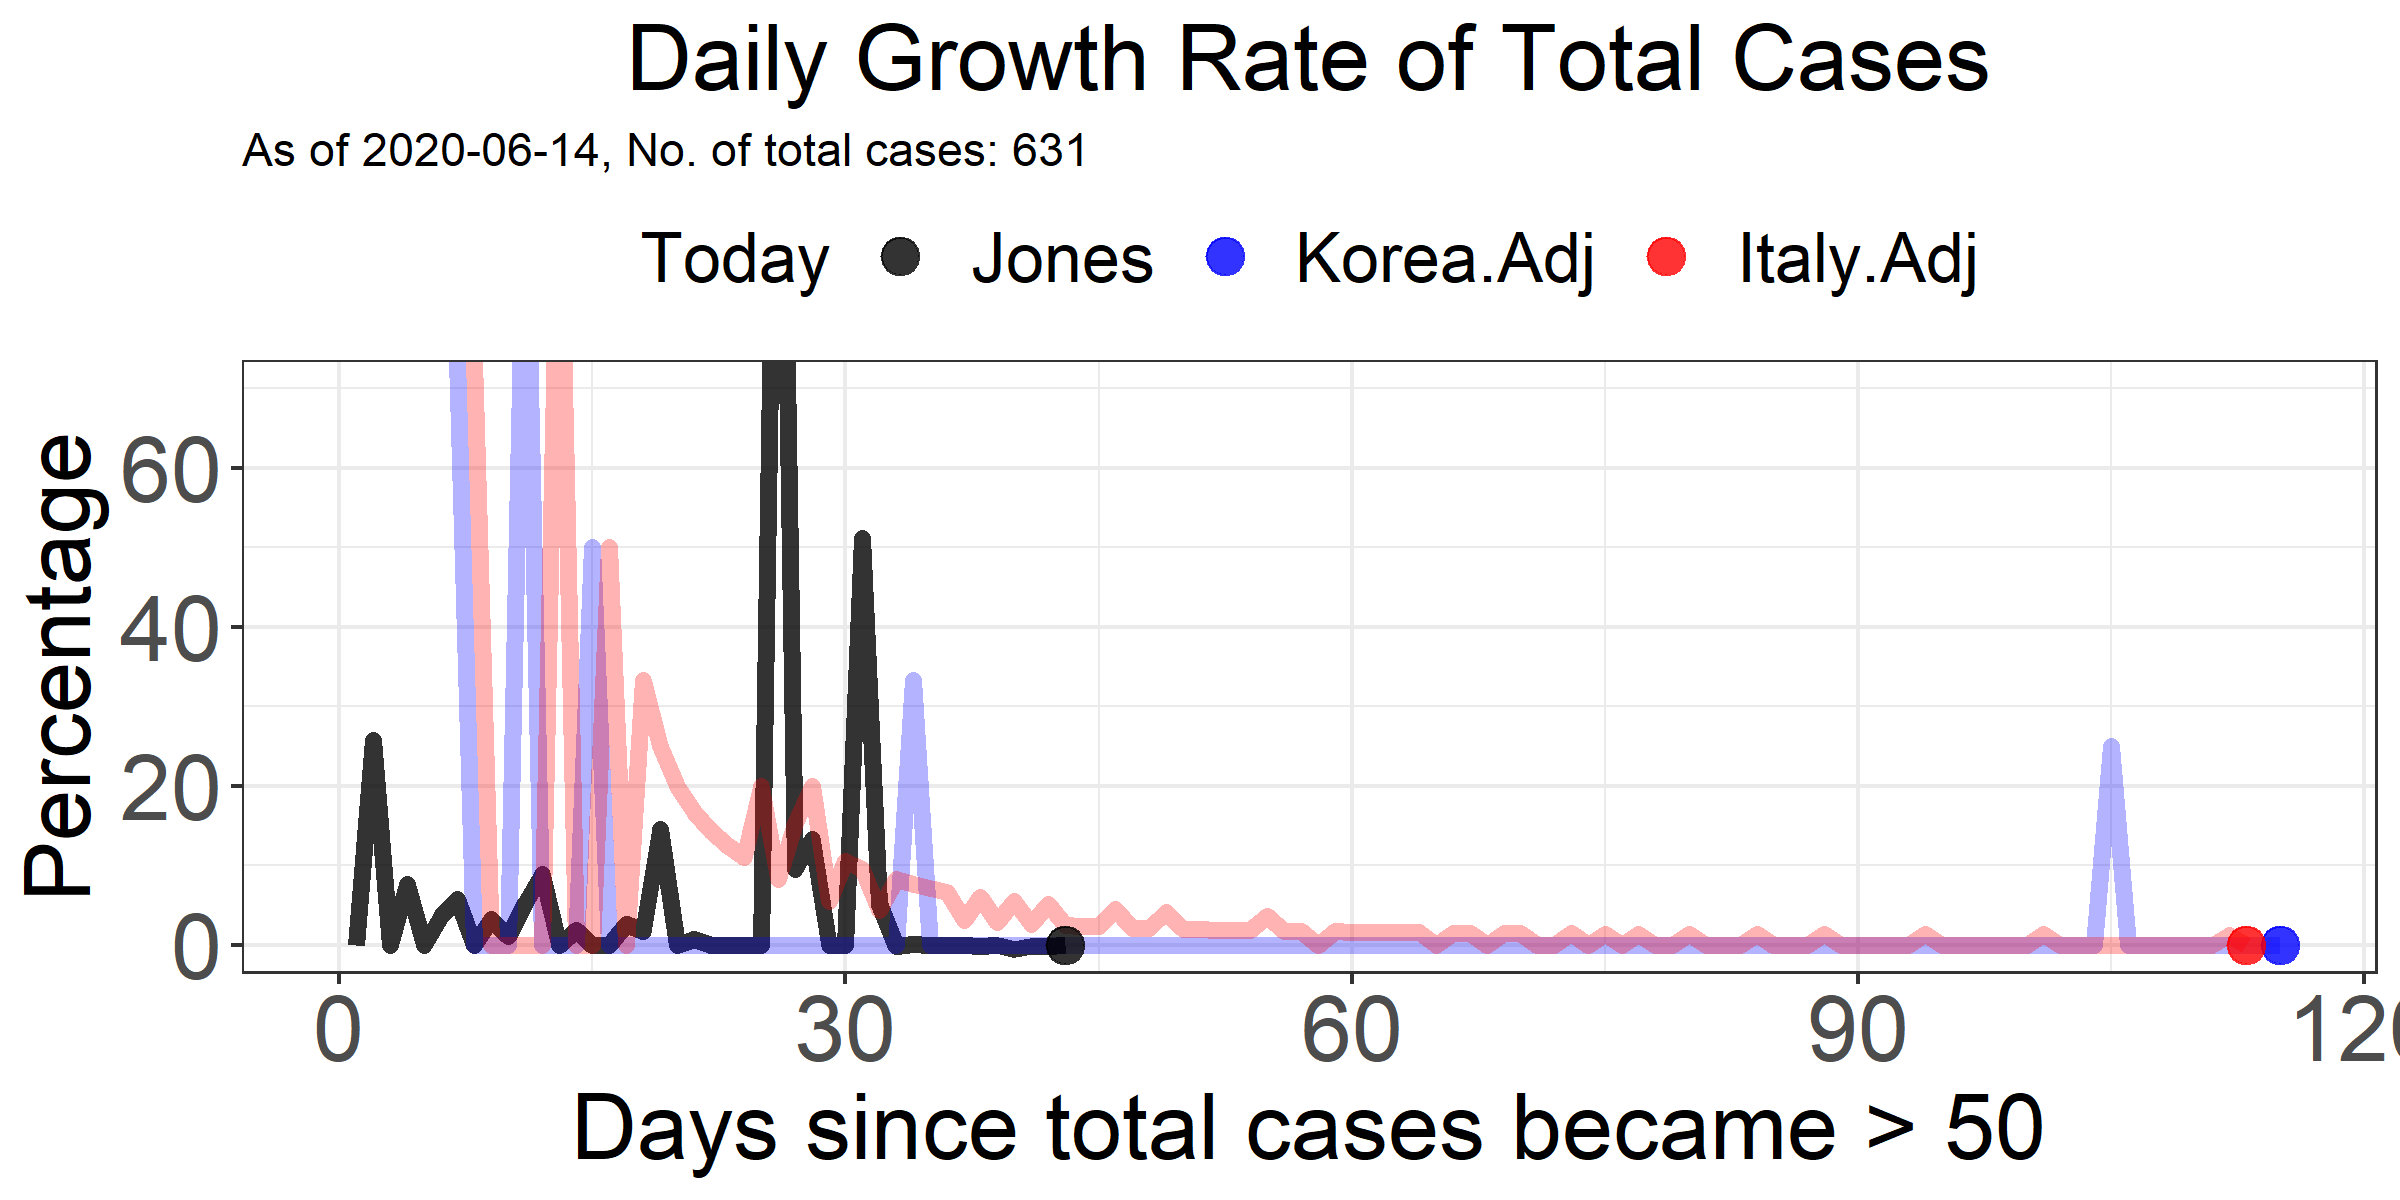 Daily Growth Rate of Total Cases
As of 2020-06-14, No. of total cases: 631
Today Jones Korea.Adj Italy.Adj
Percentage
60
40
20
0
0 30 60 90 120
Days since total cases became > 50